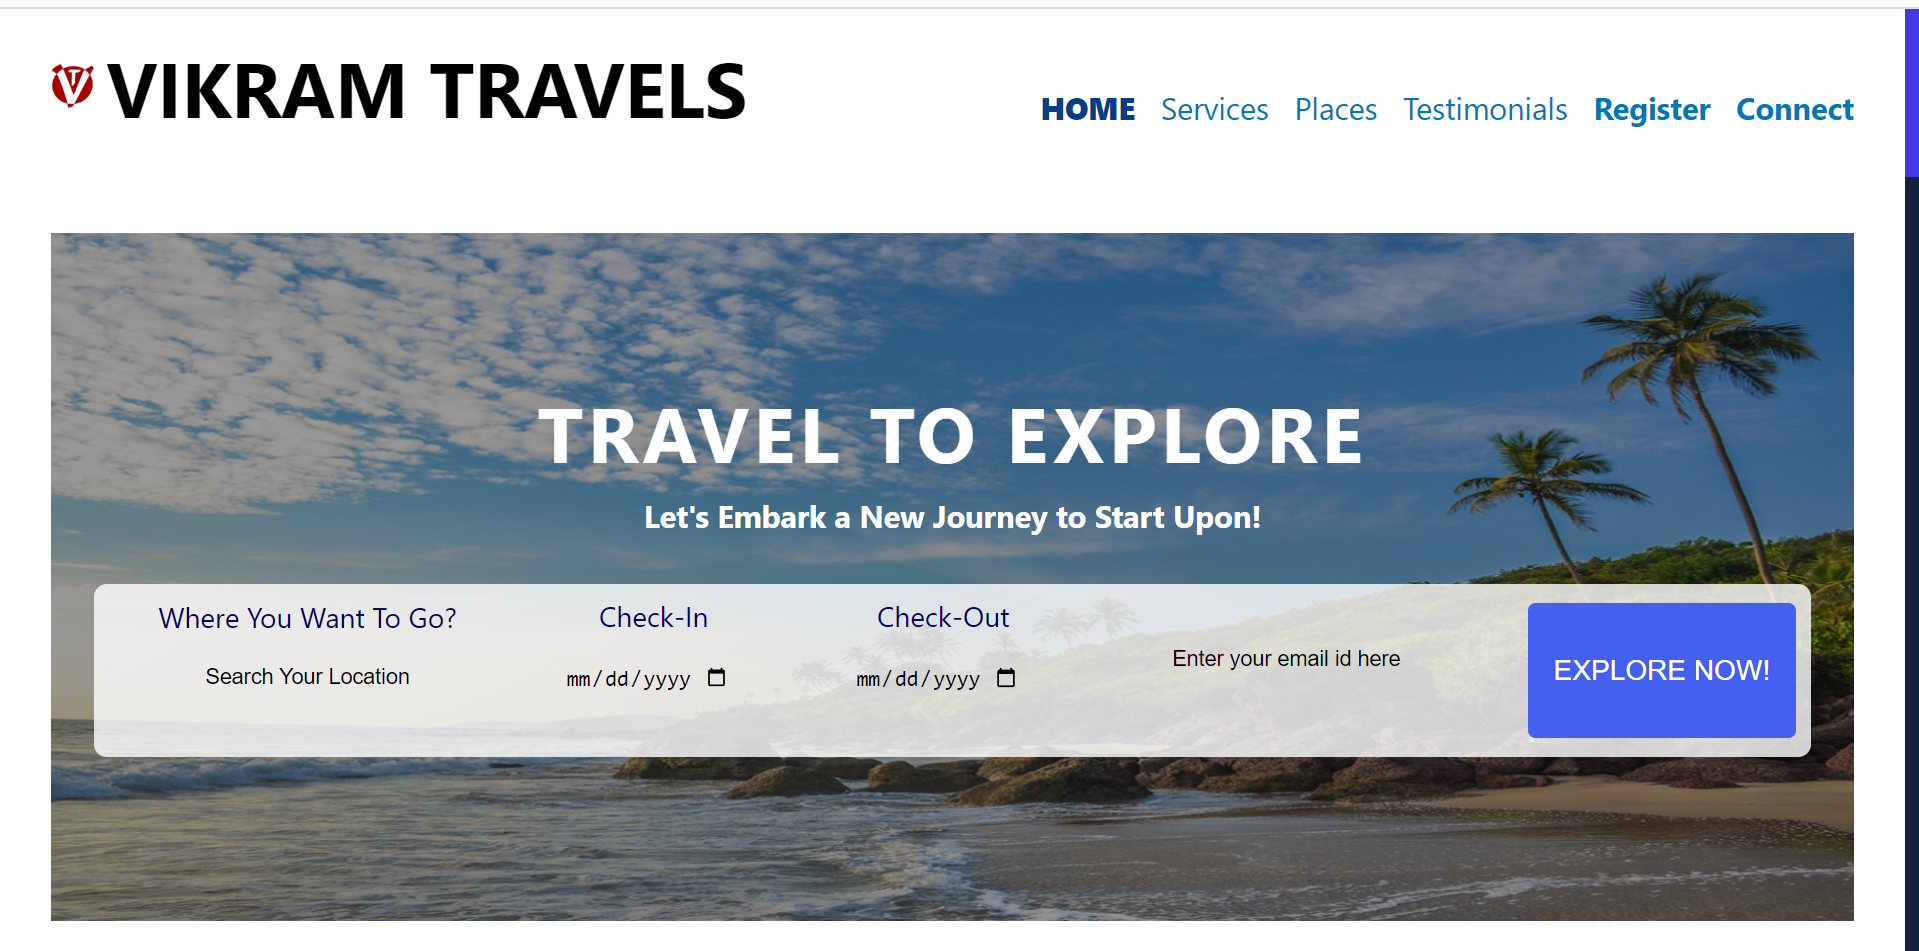 VIKRAM TRAVELS
HOME Services Places Testimonials Register Connect
TRAVEL TO EXPLORE
Let's Embark a New Journey to Start Upon!
Where You Want To Go? Check-In Check-Out
Search Your Location mm/dd/yyyy mm/dd/yyyy Enter your email id here EXPLORE NOW!